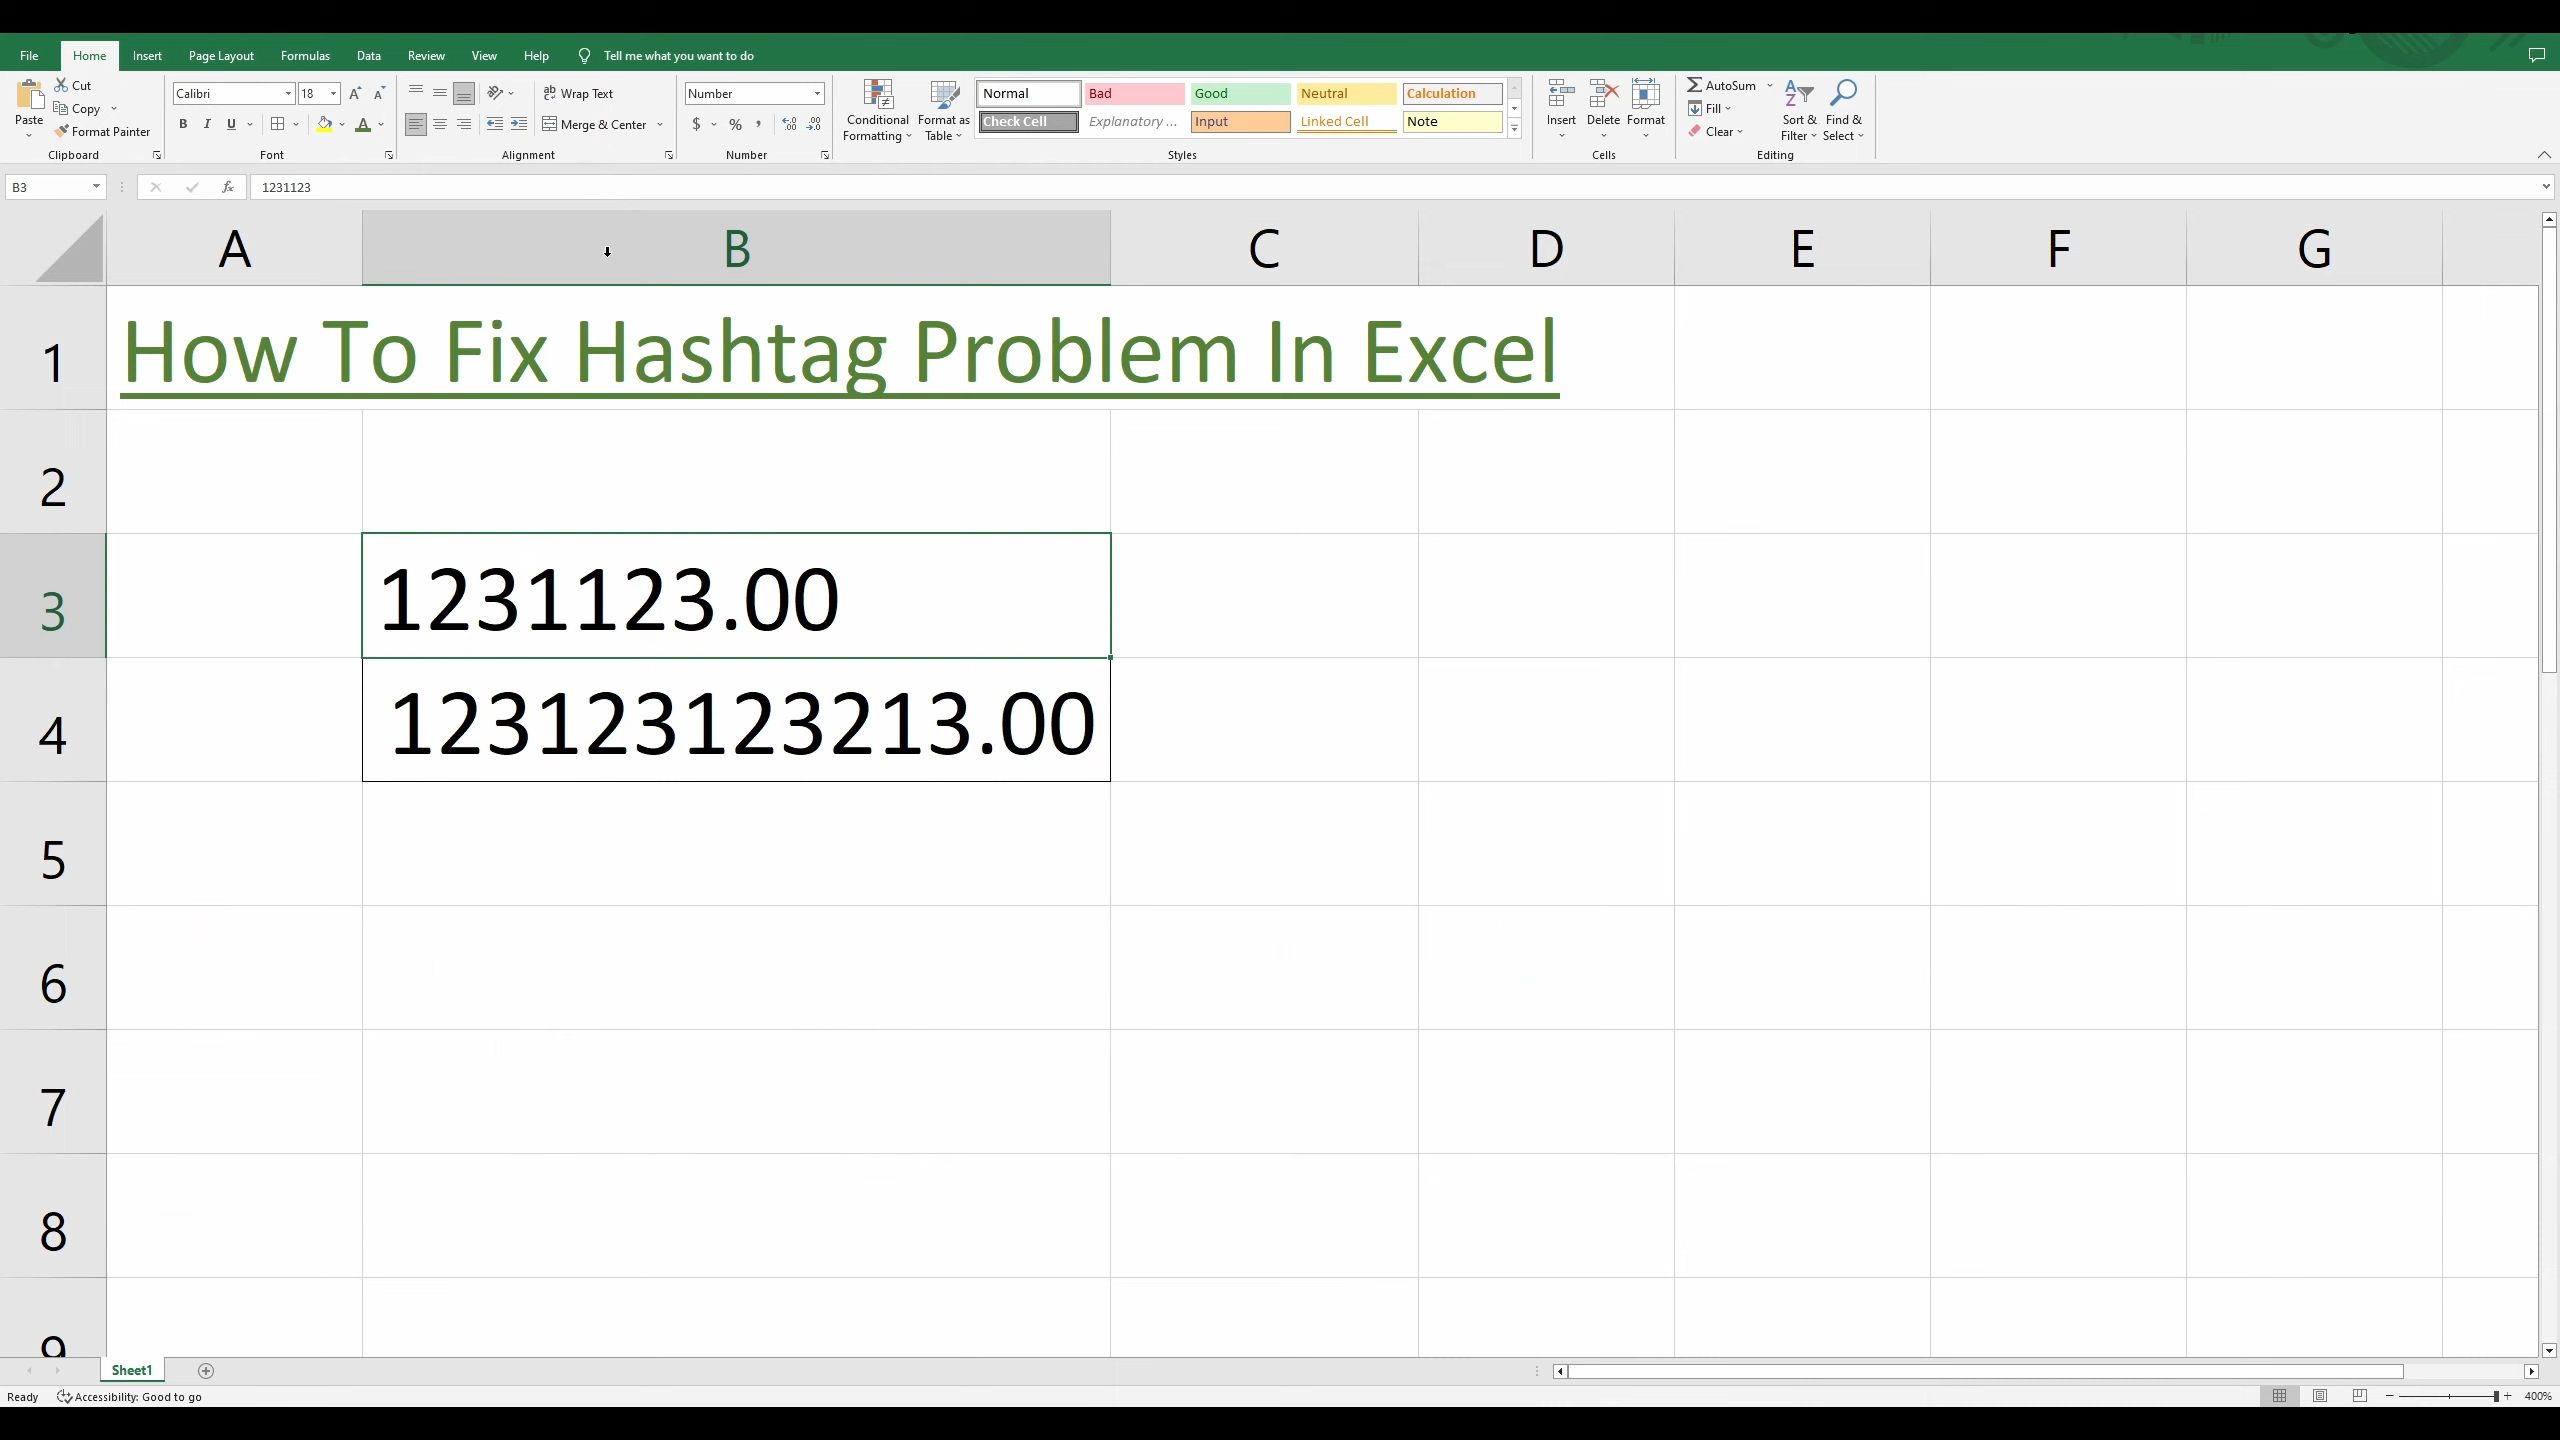 File Home Insert Page Layout Formulas Data Review View Help Tell me what you want to do
Paste Cut Calibri 18 Wrap Text Number Conditional Formatting Format as Table Normal Bad Good Neutral Calculation Insert Delete Format AutoSum Sort & Filter Find & Select
Copy B I U Merge & Center $ % , Check Cell Explanatory ... Input Linked Cell Note Fill
Format Painter Clear
Clipboard Font Alignment Number Styles Cells Editing
B3 fx 1231123
A B C D E F G
1 How To Fix Hashtag Problem In Excel
2
3 1231123.00
4 123123123213.00
5
6
7
8
9
Sheet1
Ready Accessibility: Good to go 400%